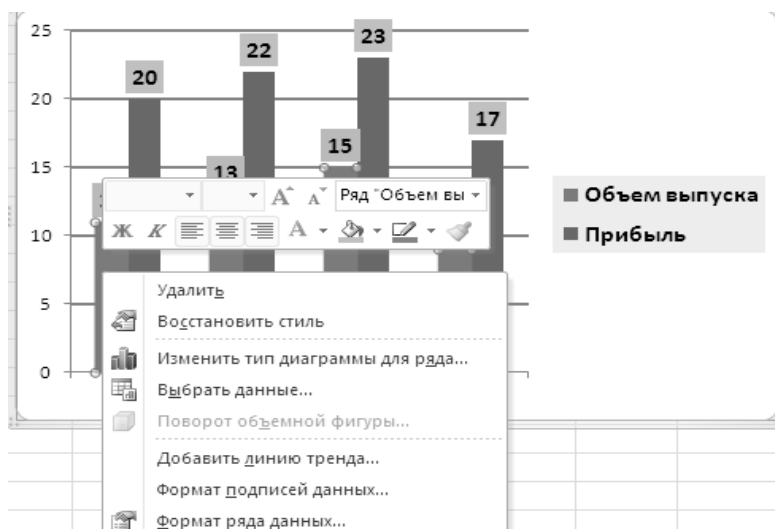 25
23
22
20
20
17
15
15
13
Ряд "Объем вы
Объем выпуска
Ж К
A
Прибыль
10
Удалить
5
Восстановить стиль
Изменить тип диаграммы для ряда...
0
Выбрать данные...
Поворот объемной фигуры...
Добавить линию тренда...
Формат подписей данных...
Формат ряда данных...